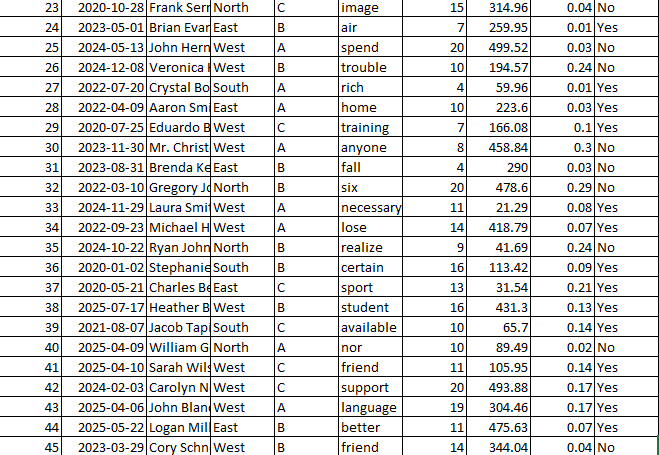 23 2020-10-28 Frank Serr North C image 15 314.96 0.04 No
24 2023-05-01 Brian Evar East B air 7 259.95 0.01 Yes
25 2024-05-13 John Hern West A spend 20 499.52 0.03 No
26 2024-12-08 Veronica West B trouble 10 194.57 0.24 No
27 2022-07-20 Crystal Bo South A rich 4 59.96 0.01 Yes
28 2022-04-09 Aaron Smi East A home 10 223.6 0.03 Yes
29 2020-07-25 Eduardo B West C training 7 166.08 0.1 Yes
30 2023-11-30 Mr. Christ West A anyone 8 458.84 0.3 No
31 2023-08-31 Brenda Ke East B fall 4 290 0.03 No
32 2022-03-10 Gregory Jo North B six 20 478.6 0.29 No
33 2024-11-29 Laura Smi West A necessary 11 21.29 0.08 Yes
34 2022-09-23 Michael H West A lose 14 418.79 0.07 Yes
35 2024-10-22 Ryan John North B realize 9 41.69 0.24 No
36 2020-01-02 Stephanie South B certain 16 113.42 0.09 Yes
37 2020-05-21 Charles Be East C sport 13 31.54 0.21 Yes
38 2025-07-17 Heather B West B student 16 431.3 0.13 Yes
39 2021-08-07 Jacob Tap South C available 10 65.7 0.14 Yes
40 2025-04-09 William G North A nor 10 89.49 0.02 No
41 2025-04-10 Sarah Wils West C friend 11 105.95 0.14 Yes
42 2024-02-03 Carolyn N West C support 20 493.88 0.17 Yes
43 2025-04-06 John Blan West A language 19 304.46 0.17 Yes
44 2025-05-22 Logan Mill East B better 11 475.63 0.07 Yes
45 2023-03-29 Cory Schn West B friend 14 344.04 0.04 No